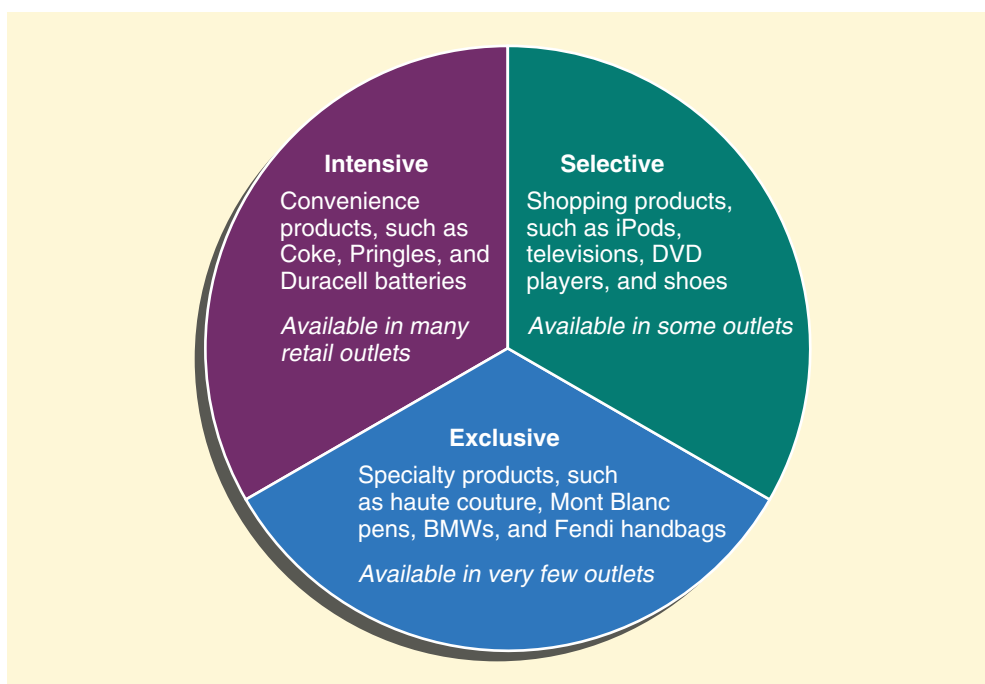 Intensive
Convenience
products, such as
Coke, Pringles, and
Duracell batteries
Available in many
retail outlets
Selective
Shopping products,
such as iPods,
televisions, DVD
players, and shoes
Available in some outlets
Exclusive
Specialty products, such
as haute couture, Mont Blanc
pens, BMWs, and Fendi handbags
Available in very few outlets